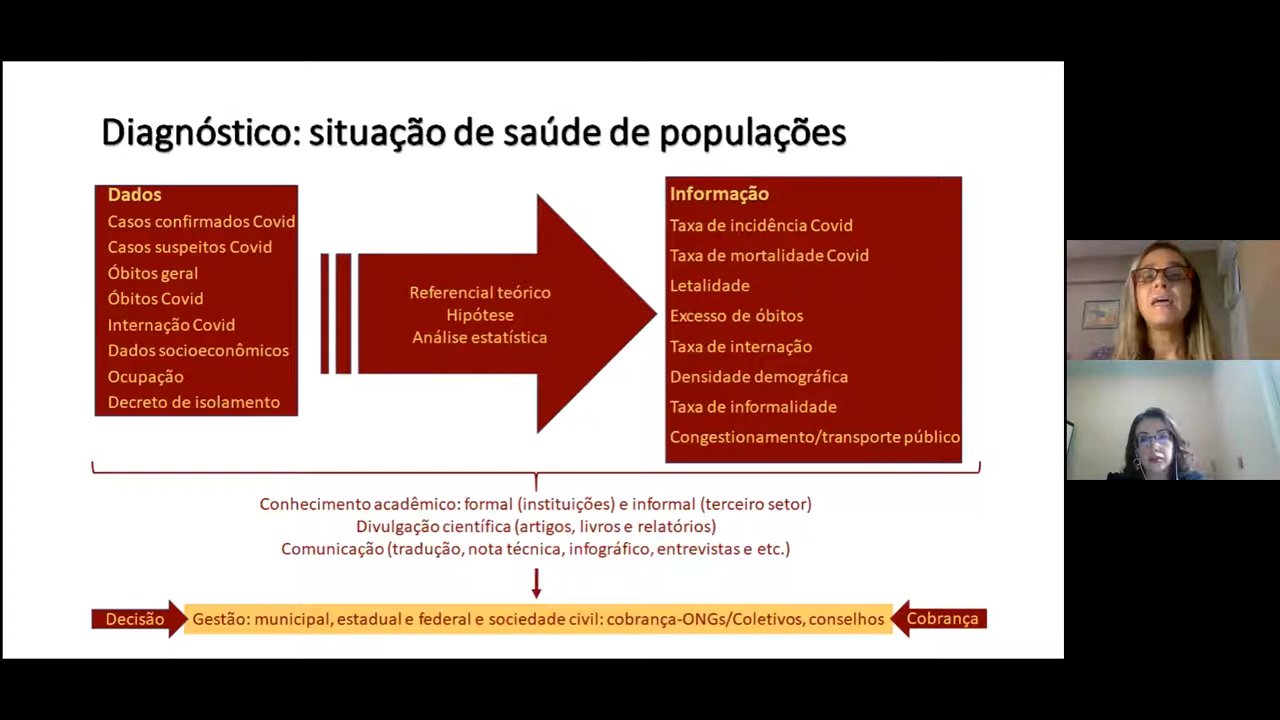 Diagnóstico: situação de saúde de populações
Dados
Casos confirmados Covid
Casos suspeitos Covid
Óbitos geral
Óbitos Covid
Internação Covid
Dados socioeconômicos
Ocupação
Decreto de isolamento
Referencial teórico
Hipótese
Análise estatística
Informação
Taxa de incidência Covid
Taxa de mortalidade Covid
Letalidade
Excesso de óbitos
Taxa de internação
Densidade demográfica
Taxa de informalidade
Congestionamento/transporte público
Conhecimento acadêmico: formal (instituições) e informal (terceiro setor)
Divulgação científica (artigos, livros e relatórios)
Comunicação (tradução, nota técnica, infográfico, entrevistas e etc.)
Decisão
Gestão: municipal, estadual e federal e sociedade civil: cobrança-ONGs/Coletivos, conselhos
Cobrança